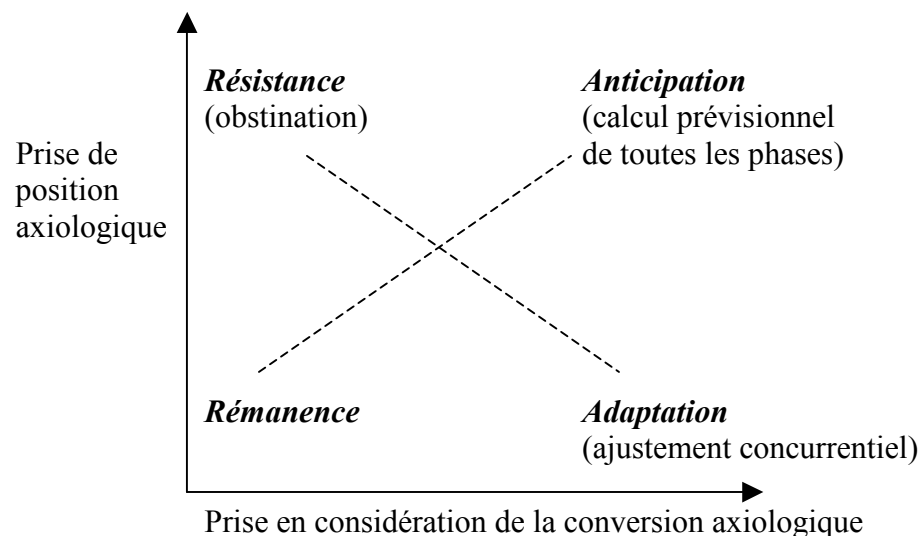 Résistance
(obstination)
Anticipation
(calcul prévisionnel
de toutes les phases)
Prise de
position
axiologique
Rémanence
Adaptation
(ajustement concurrentiel)
Prise en considération de la conversion axiologique